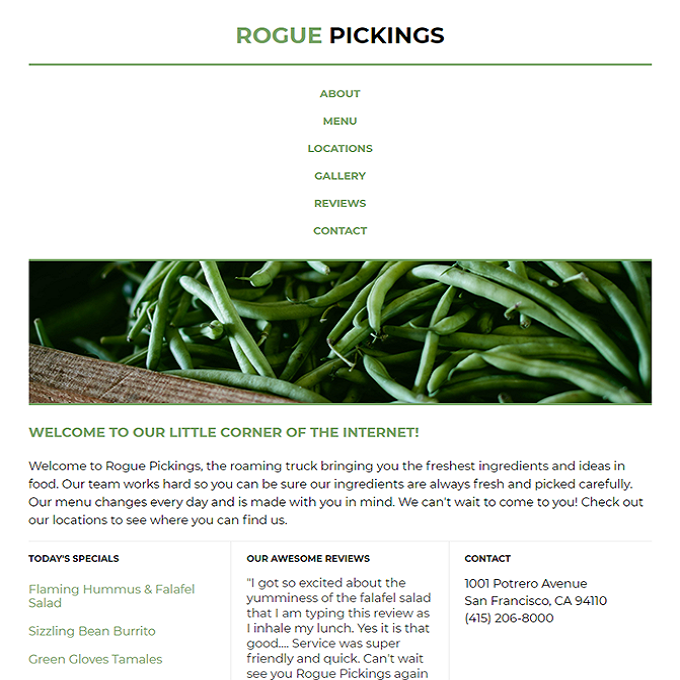 ROGUE PICKINGS
ABOUT
MENU
LOCATIONS
GALLERY
REVIEWS
CONTACT
WELCOME TO OUR LITTLE CORNER OF THE INTERNET!
Welcome to Rogue Pickings, the roaming truck bringing you the freshest ingredients and ideas in
food. Our team works hard so you can be sure our ingredients are always fresh and picked carefully.
Our menu changes every day and is made with you in mind. We can't wait to come to you! Check out
our locations to see where you can find us.
TODAY'S SPECIALS
Flaming Hummus & Falafel
Salad
Sizzling Bean Burrito
Green Gloves Tamales
OUR AWESOME REVIEWS
"I got so excited about the
yumminess of the falafel salad
that I am typing this review as
I inhale my lunch. Yes it is that
good.... Service was super
friendly and quick. Can't wait
see you Rogue Pickings again
CONTACT
1001 Potrero Avenue
San Francisco, CA 94110
(415) 206-8000